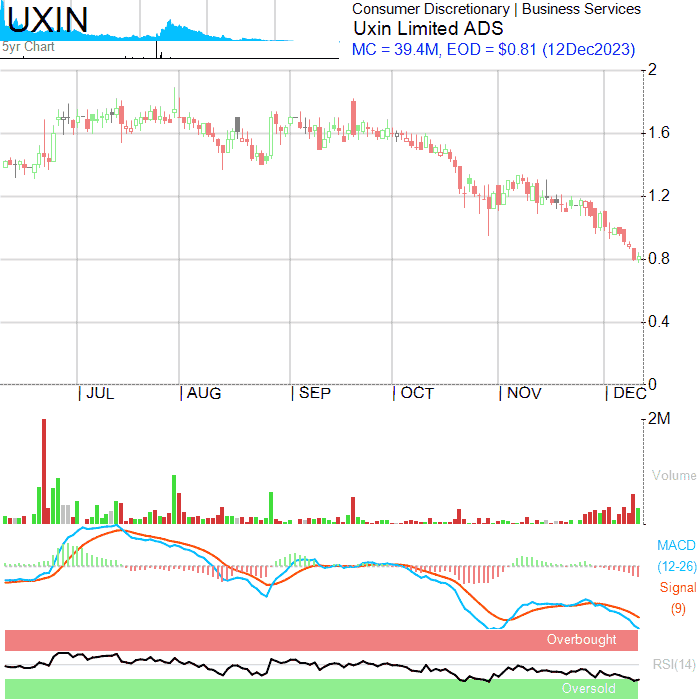 UXIN
5yr Chart
Consumer Discretionary | Business Services
Uxin Limited ADS
MC = 39.4M, EOD = $0.81 (12Dec2023)
2
1.6
1.2
0.8
0.4
0
| JUL | AUG | SEP | OCT | NOV | DEC
2M
Volume
MACD
(12-26)
Signal
(9)
Overbought
RSI(14)
Oversold